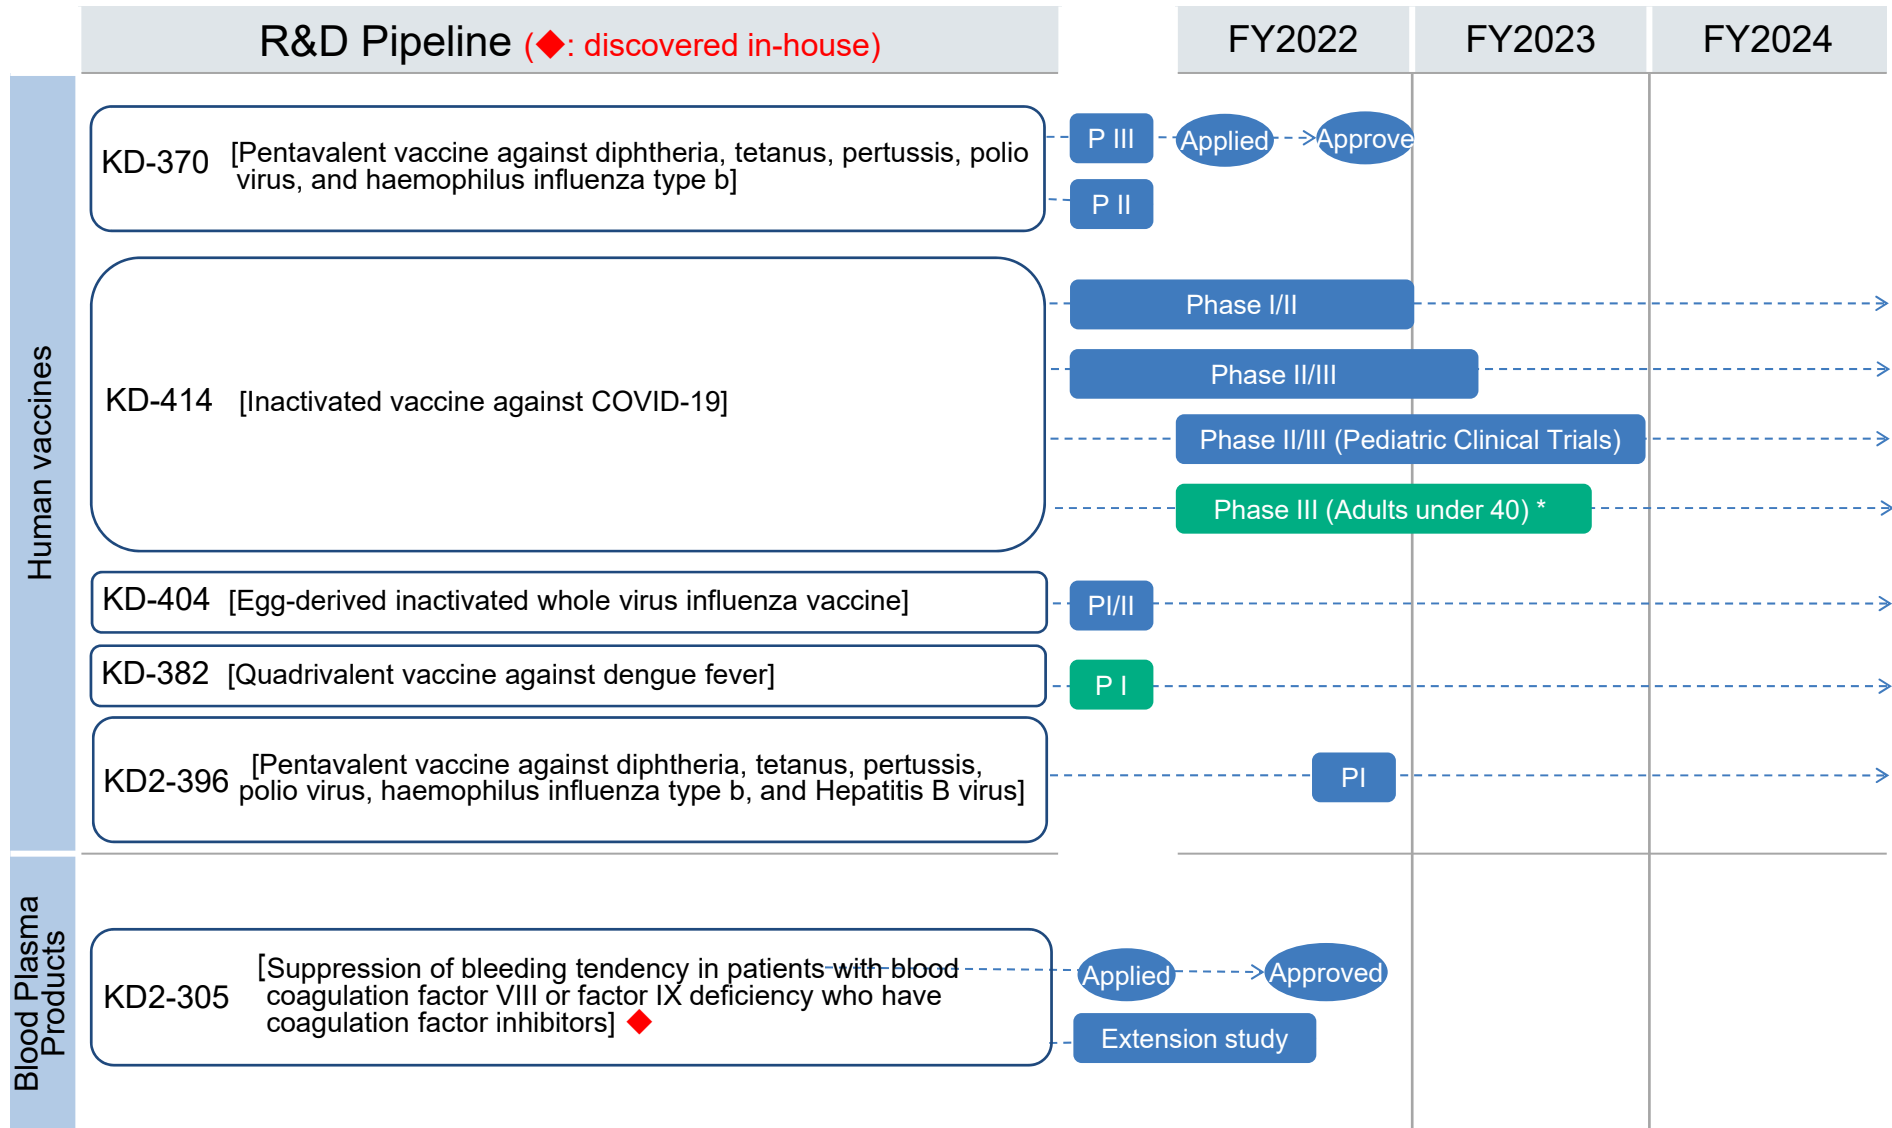 R&D Pipeline (◆: discovered in-house)
FY2022
FY2023
FY2024
Human vaccines
KD-370
[Pentavalent vaccine against diphtheria, tetanus, pertussis, polio
virus, and haemophilus influenza type b]
P III
Applied
Approve
P II
KD-414
[Inactivated vaccine against COVID-19]
Phase I/II
Phase II/III
Phase II/III (Pediatric Clinical Trials)
Phase III (Adults under 40) *
KD-404
[Egg-derived inactivated whole virus influenza vaccine]
PI/II
KD-382
[Quadrivalent vaccine against dengue fever]
P I
KD2-396
[Pentavalent vaccine against diphtheria, tetanus, pertussis,
polio virus, haemophilus influenza type b, and Hepatitis B virus]
PI
Blood Plasma
Products
KD2-305
[Suppression of bleeding tendency in patients with blood
coagulation factor VIII or factor IX deficiency who have
coagulation factor inhibitors] ◆
Applied
Approved
Extension study